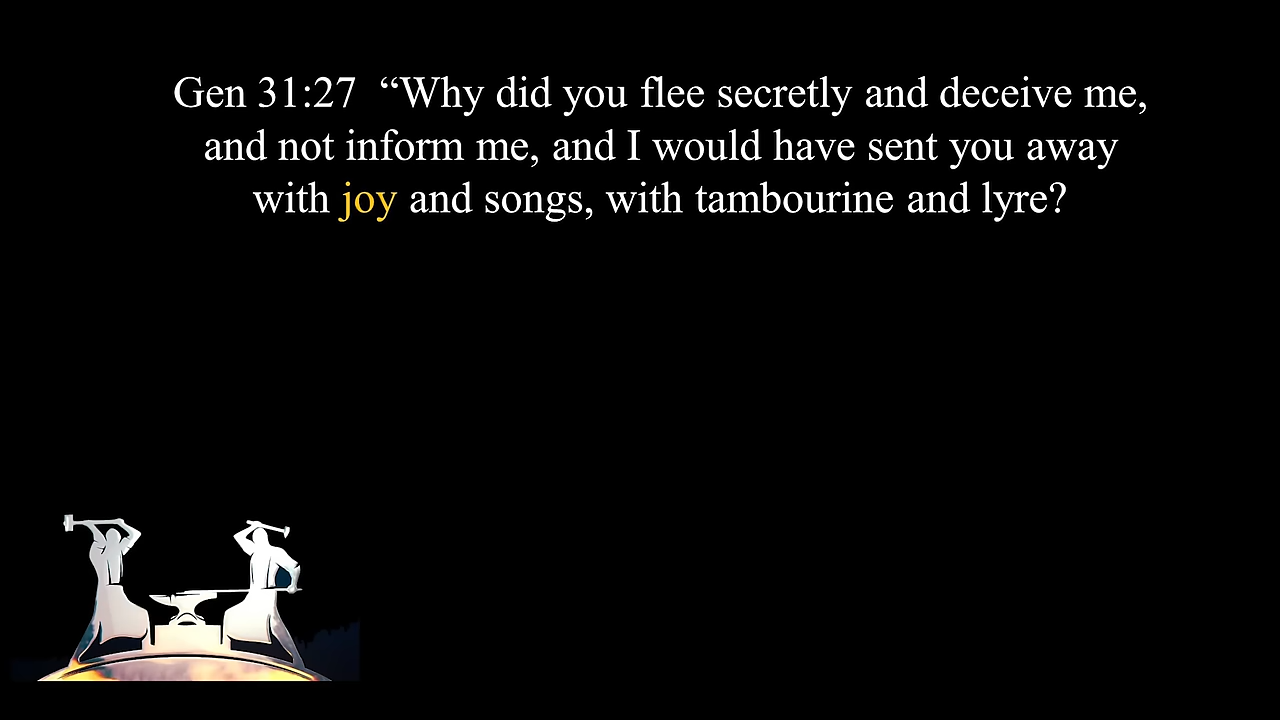 Gen 31:27  “Why did you flee secretly and deceive me,
and not inform me, and I would have sent you away
with joy and songs, with tambourine and lyre?